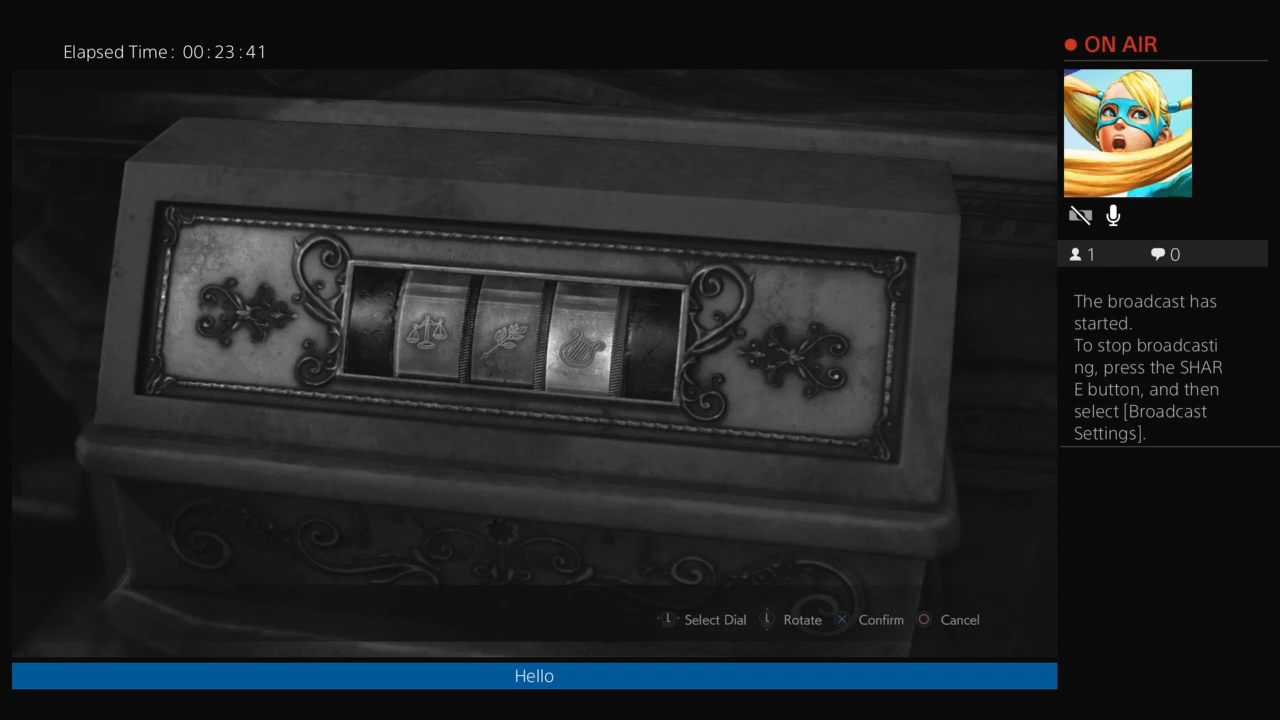 Elapsed Time: 00:23:41
ON AIR
1
0
The broadcast has
started.
To stop broadcasti
ng, press the SHAR
E button, and then
select [Broadcast
Settings].
L Select Dial L Rotate Confirm Cancel
Hello